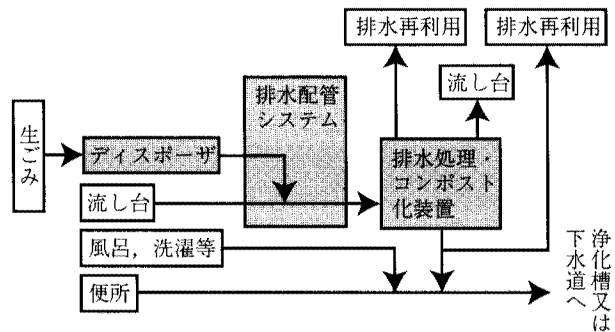 排水再利用
排水再利用
流し台
排水配管
システム
生ごみ
ディスポーザ
排水処理・
コンポスト
化装置
流し台
風呂，洗濯等
便所
浄化槽又は
下水道へ